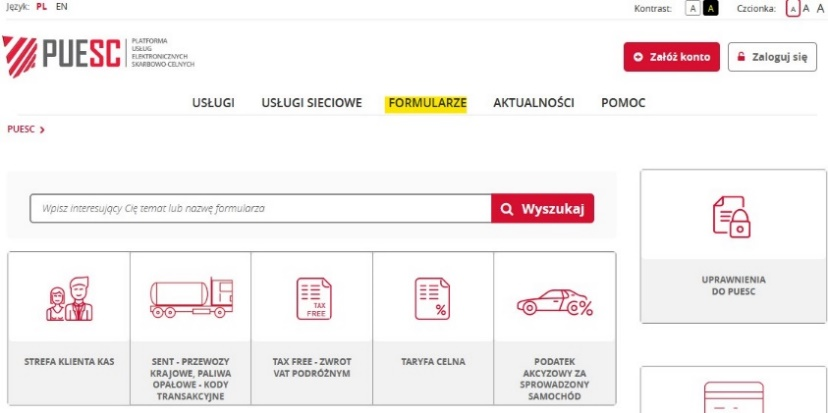 Język: PL EN
Kontrast: A A Czcionka: A A A
PUESC
PLATFORMA
USŁUG
ELEKTRONICZNYCH
SKARBOWO-CELNYCH
Załóż konto
Zaloguj się
USŁUGI USŁUGI SIECIOWE FORMULARZE AKTUALNOŚCI POMOC
PUESC >
Wpisz interesujący Cię temat lub nazwę formularza
Wyszukaj
UPRAWNIENIA
DO PUESC
TAX
FREE
%
6%
STREFA KLIENTA KAS
SENT - PRZEWOZY
KRAJOWE, PALIWA
OPAŁOWE - KODY
TRANSAKCYJNE
TAX FREE - ZWROT
VAT PODRÓŻNYM
TARYFA CELNA
PODATEK
AKCYZOWY ZA
SPROWADZONY
SAMOCHÓD